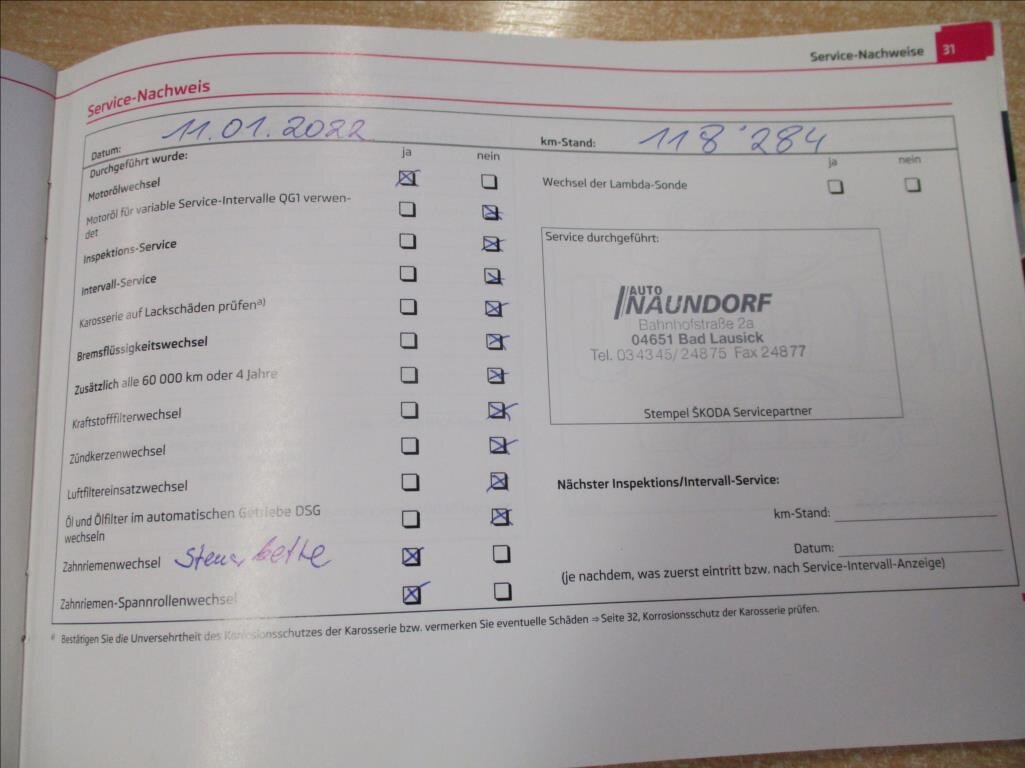 Service-Nachweise 31
Service-Nachweis
Datum: 11.01.2022 km-Stand: 118'284
Durchgeführt wurde: ja nein ja nein
Motorölwechsel
Wechsel der Lambda-Sonde
Motoröl für variable Service-Intervalle QG1 verwen-
det
Inspektions-Service
Intervall-Service
Karosserie auf Lackschäden prüfenᵃ⁾
Bremsflüssigkeitswechsel
Zusätzlich alle 60 000 km oder 4 Jahre
Kraftstofffilterwechsel
Zündkerzenwechsel
Luftfiltereinsatzwechsel
Öl und Ölfilter im automatischen Getriebe DSG
wechseln
Zahnriemenwechsel
Zahnriemen-Spannrollenwechsel
Service durchgeführt:
AUTO
NAUNDORF
Bahnhofstraße 2a
04651 Bad Lausick
Tel. 034345/24875 Fax 24877
Stempel ŠKODA Servicepartner
Nächster Inspektions/Intervall-Service:
km-Stand:
Datum:
(je nachdem, was zuerst eintritt bzw. nach Service-Intervall-Anzeige)
ᵃ⁾ Bestätigen Sie die Unversehrtheit des Korrosionsschutzes der Karosserie bzw. vermerken Sie eventuelle Schäden ⇒ Seite 32, Korrosionsschutz der Karosserie prüfen.